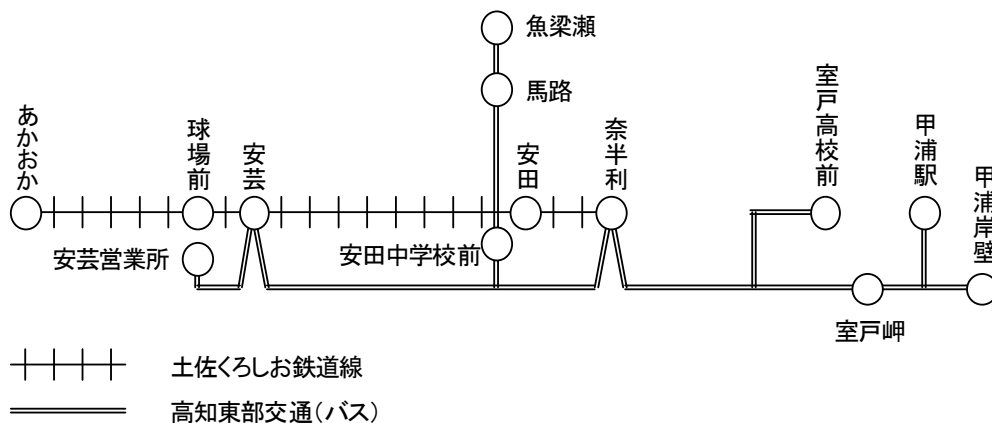 魚梁瀬
馬路
あかおか
球場前
安芸
安田
奈半利
室戸高校前
甲浦駅
甲浦岸壁
安芸営業所
安田中学校前
室戸岬
土佐くろしお鉄道線
高知東部交通(バス)